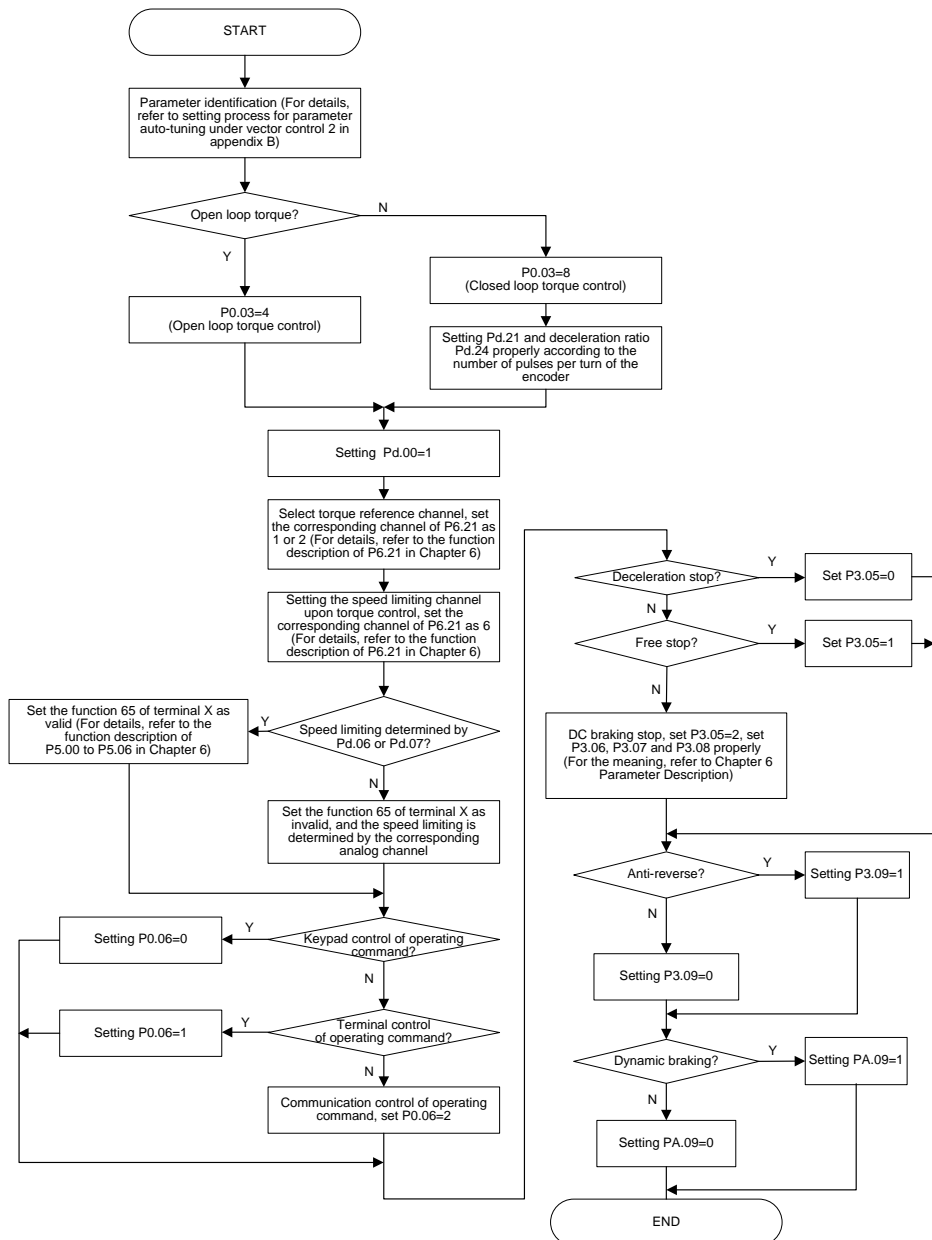 START
Parameter identification (For details,
refer to setting process for parameter
auto-tuning under vector control 2 in
appendix B)
Open loop torque?
N
Y
P0.03=8
(Closed loop torque control)
P0.03=4
(Open loop torque control)
Setting Pd.21 and deceleration ratio
Pd.24 properly according to the
number of pulses per turn of the
encoder
Setting Pd.00=1
Select torque reference channel, set
the corresponding channel of P6.21 as
1 or 2 (For details, refer to the function
description of P6.21 in Chapter 6)
Setting the speed limiting channel
upon torque control, set the
corresponding channel of P6.21 as 6
(For details, refer to the function
description of P6.21 in Chapter 6)
Speed limiting determined by
Pd.06 or Pd.07?
Y
Set the function 65 of terminal X as
valid (For details, refer to the
function description of
P5.00 to P5.06 in Chapter 6)
N
Set the function 65 of terminal X as
invalid, and the speed limiting is
determined by the corresponding
analog channel
Keypad control of operating
command?
Y
Setting P0.06=0
N
Terminal control
of operating command?
Y
Setting P0.06=1
N
Communication control of operating
command, set P0.06=2
Deceleration stop?
Y
Set P3.05=0
N
Free stop?
Y
Set P3.05=1
N
DC braking stop, set P3.05=2, set
P3.06, P3.07 and P3.08 properly
(For the meaning, refer to Chapter 6
Parameter Description)
Anti-reverse?
Y
Setting P3.09=1
N
Setting P3.09=0
Dynamic braking?
Y
Setting PA.09=1
N
Setting PA.09=0
END